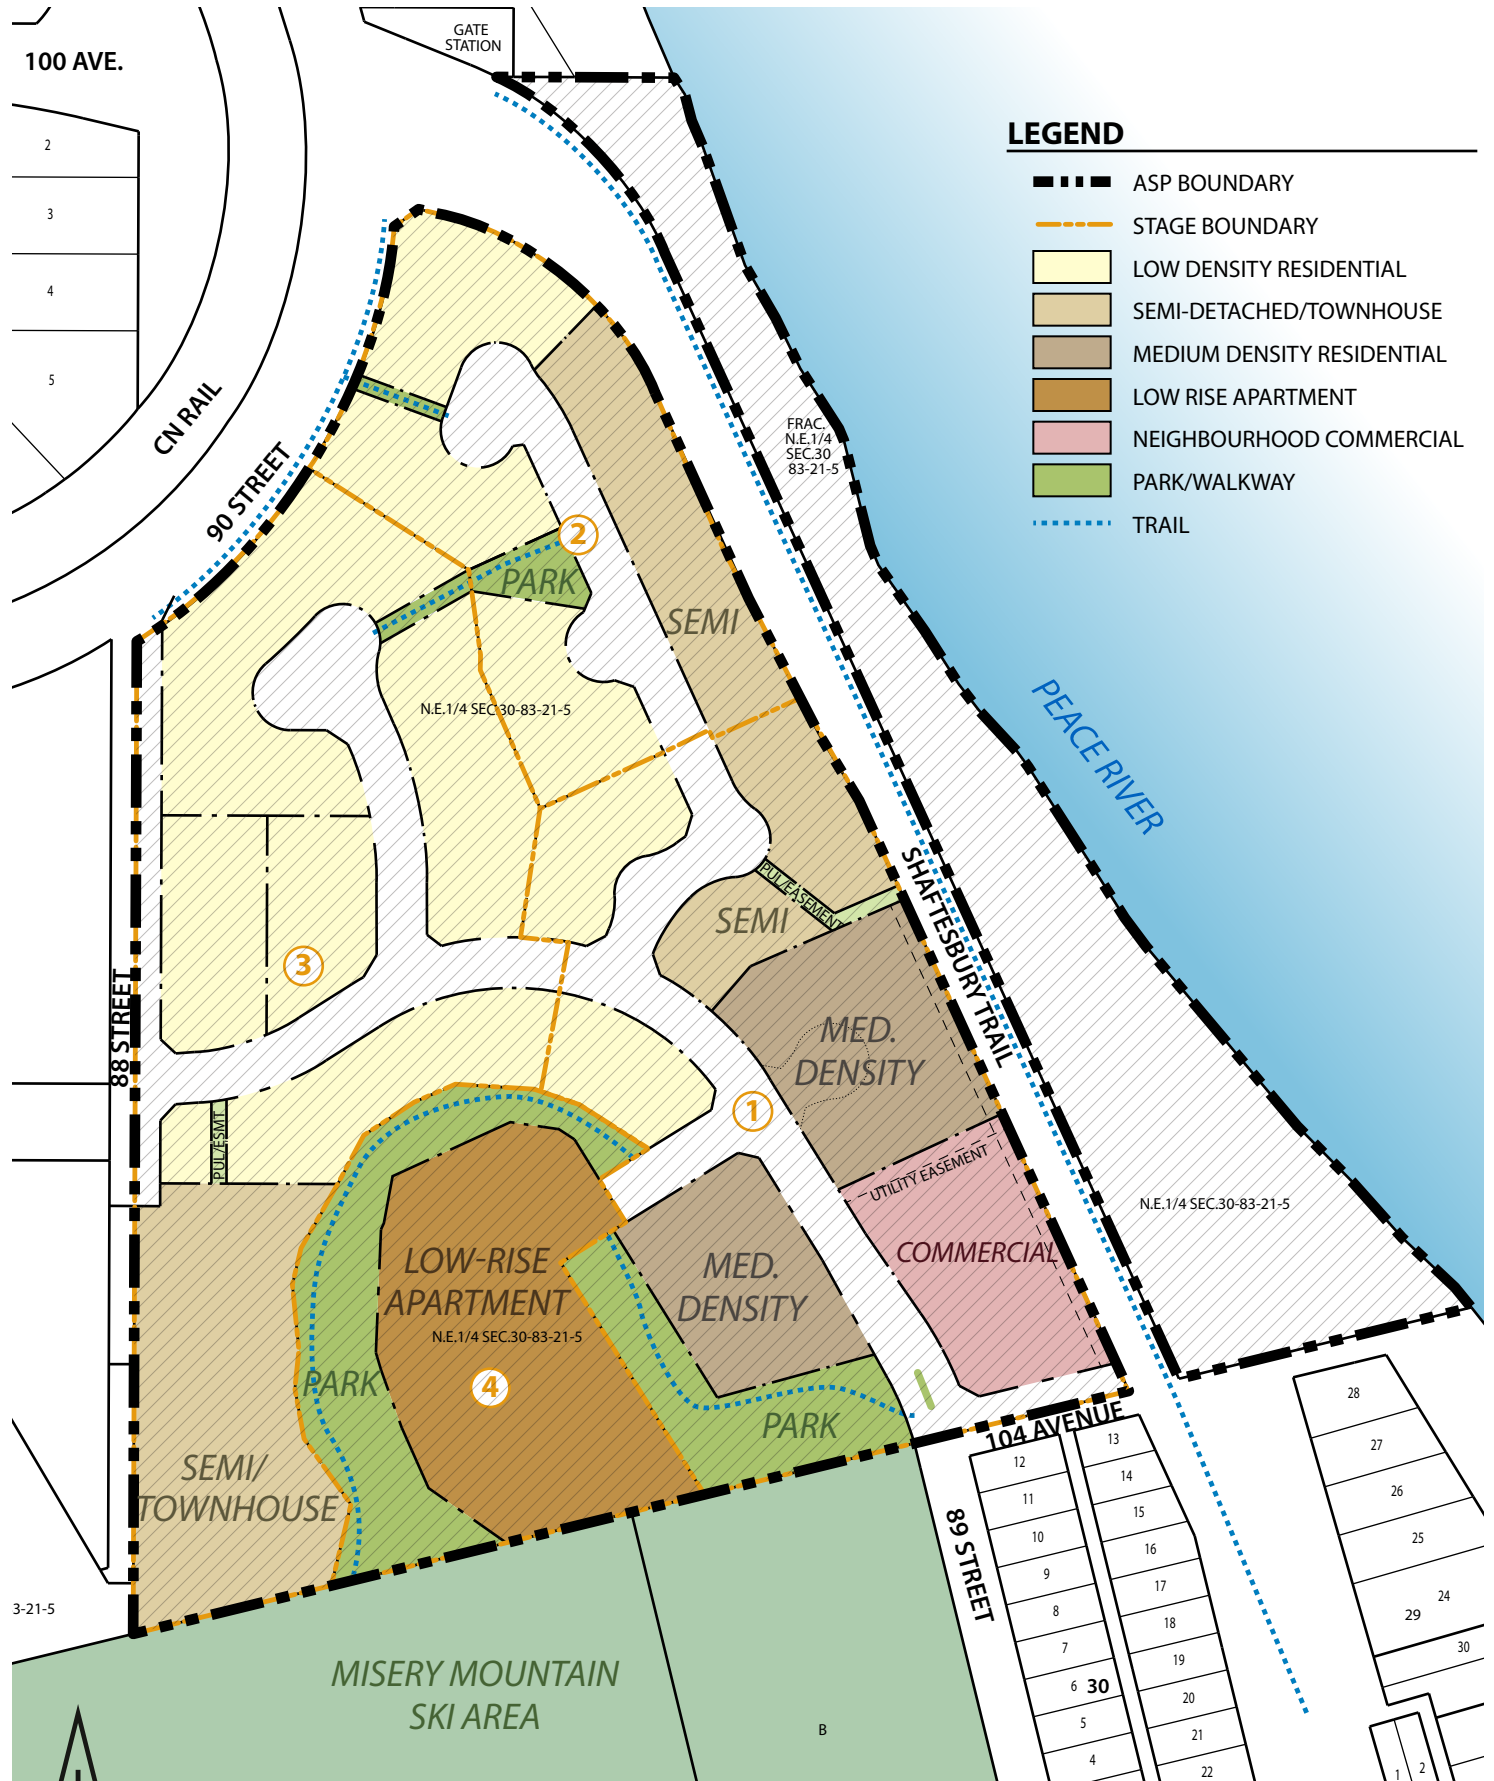 GATE
STATION
100 AVE.
2
3
4
5
CN RAIL
90 STREET
LEGEND
ASP BOUNDARY
STAGE BOUNDARY
LOW DENSITY RESIDENTIAL
SEMI-DETACHED/TOWNHOUSE
MEDIUM DENSITY RESIDENTIAL
LOW RISE APARTMENT
NEIGHBOURHOOD COMMERCIAL
PARK/WALKWAY
TRAIL
FRAC.
N.E.1/4
SEC.30
83-21-5
2
PARK
SEMI
N.E.1/4 SEC.30-83-21-5
PEACE RIVER
PUL/EASEMENT
SEMI
SHAFTESBURY TRAIL
3
88 STREET
MED.
DENSITY
1
PUL/ESMT
UTILITY EASEMENT
N.E.1/4 SEC.30-83-21-5
COMMERCIAL
LOW-RISE
APARTMENT
N.E.1/4 SEC.30-83-21-5
MED.
DENSITY
PARK
4
PARK
104 AVENUE
SEMI/
TOWNHOUSE
89 STREET
12
11
10
9
8
7
6
5
4
30
13
14
15
16
17
18
19
20
21
22
28
27
26
25
24
29
30
1
2
3-21-5
MISERY MOUNTAIN
SKI AREA
B